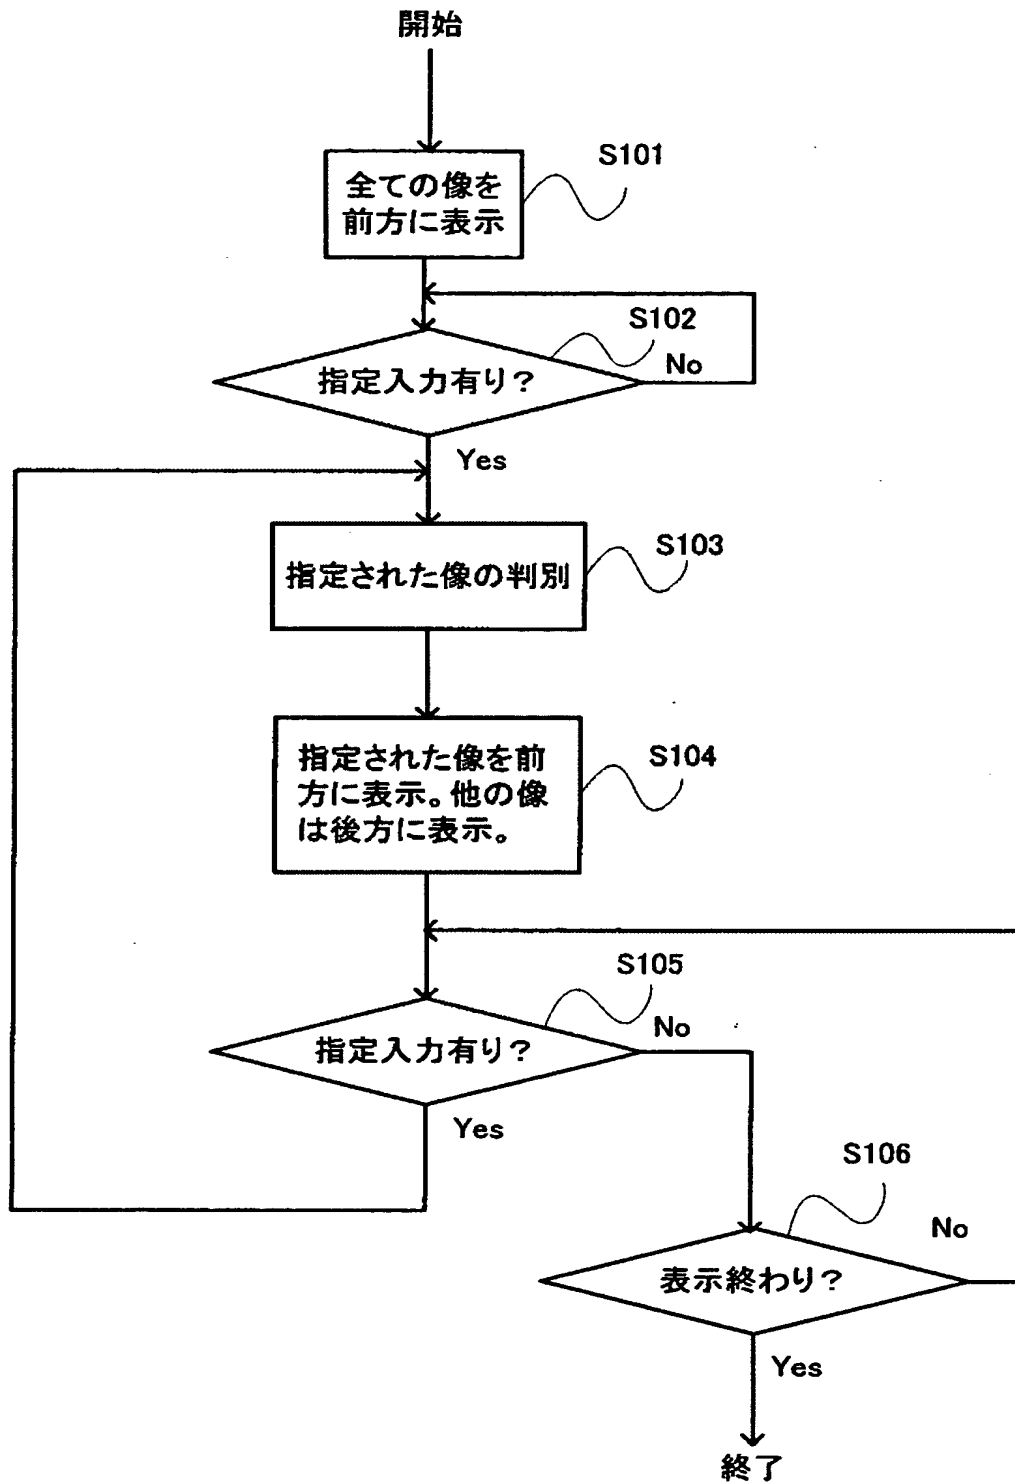 開始
S101
全ての像を
前方に表示
S102
指定入力有り？
No
Yes
S103
指定された像の判別
S104
指定された像を前
方に表示。他の像
は後方に表示。
S105
指定入力有り？
No
Yes
S106
表示終わり？
No
Yes
終了